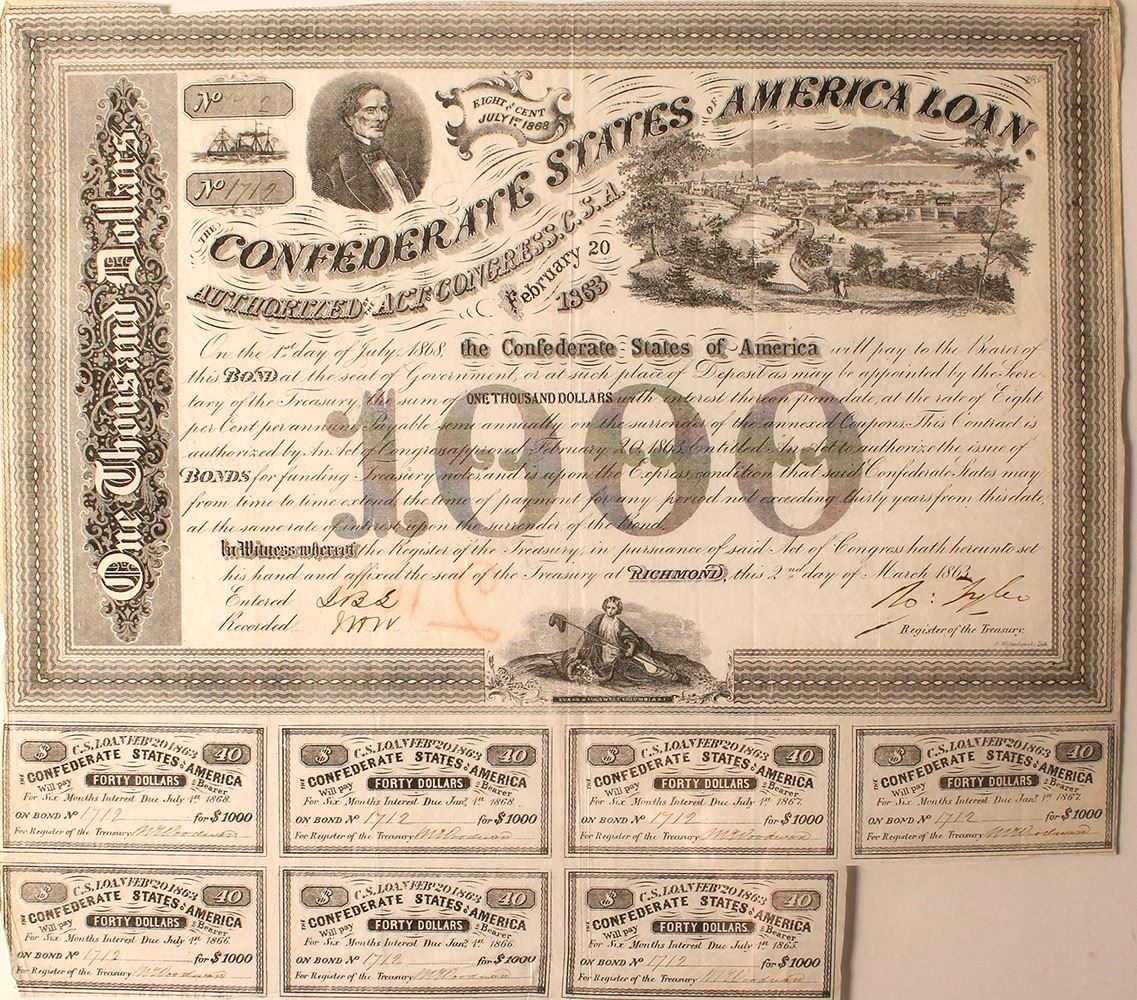 One Thousand Dollars
No 1712
No 1712
EIGHT PR CENT
JULY 1st 1868
THE CONFEDERATE STATES OF AMERICA LOAN.
AUTHORIZED BY ACT OF CONGRESS, C.S.A.
February 20
1863
On the 1st day of July, 1868, the Confederate States of America will pay to the Bearer of
this BOND at the seat of Government, or at such place of Deposit as may be appointed by the Secre-
tary of the Treasury, the sum of ONE THOUSAND DOLLARS with interest thereon from date, at the rate of Eight
per Cent per annum Payable semi annually on the surrender of the annexed Coupons. This Contract is
authorized by An Act of Congress approved February 20, 1863, Entitled An act to authorize the issue of
BONDS for funding Treasury notes, and is upon the Express condition that said Confederate States may
from time to time extend the time of payment for any period not exceeding thirty years from this date,
at the same rate of interest upon the surrender of the Bond.
1000
In Witness whereof the Register of the Treasury, in pursuance of said Act of Congress hath hereunto set
his hand and affixed the seal of the Treasury at RICHMOND, this 2nd day of March 1863
Entered
Recorded
Ro: Tyler
Register of the Treasury.
EVANS & COGSWELL COLUMBIA S.C.
$ C.S. LOAN FEB. 20 1863 40
THE CONFEDERATE STATES OF AMERICA
Will pay FORTY DOLLARS to Bearer
For Six Months Interest Due July 1st 1868.
ON BOND No 1712 for $1000
For Register of the Treasury
$ C.S. LOAN FEB. 20 1863 40
THE CONFEDERATE STATES OF AMERICA
Will pay FORTY DOLLARS to Bearer
For Six Months Interest Due Jany 1st 1868.
ON BOND No 1712 for $1000
For Register of the Treasury
$ C.S. LOAN FEB. 20 1863 40
THE CONFEDERATE STATES OF AMERICA
Will pay FORTY DOLLARS to Bearer
For Six Months Interest Due July 1st 1867.
ON BOND No 1712 for $1000
For Register of the Treasury
$ C.S. LOAN FEB. 20 1863 40
THE CONFEDERATE STATES OF AMERICA
Will pay FORTY DOLLARS to Bearer
For Six Months Interest Due Jany 1st 1867.
ON BOND No 1712 for $1000
For Register of the Treasury
$ C.S. LOAN FEB. 20 1863 40
THE CONFEDERATE STATES OF AMERICA
Will pay FORTY DOLLARS to Bearer
For Six Months Interest Due July 1st 1866.
ON BOND No 1712 for $1000
For Register of the Treasury
$ C.S. LOAN FEB. 20 1863 40
THE CONFEDERATE STATES OF AMERICA
Will pay FORTY DOLLARS to Bearer
For Six Months Interest Due Jany 1st 1866.
ON BOND No 1712 for $1000
For Register of the Treasury
$ C.S. LOAN FEB. 20 1863 40
THE CONFEDERATE STATES OF AMERICA
Will pay FORTY DOLLARS to Bearer
For Six Months Interest Due July 1st 1865.
ON BOND No 1712 for $1000
For Register of the Treasury